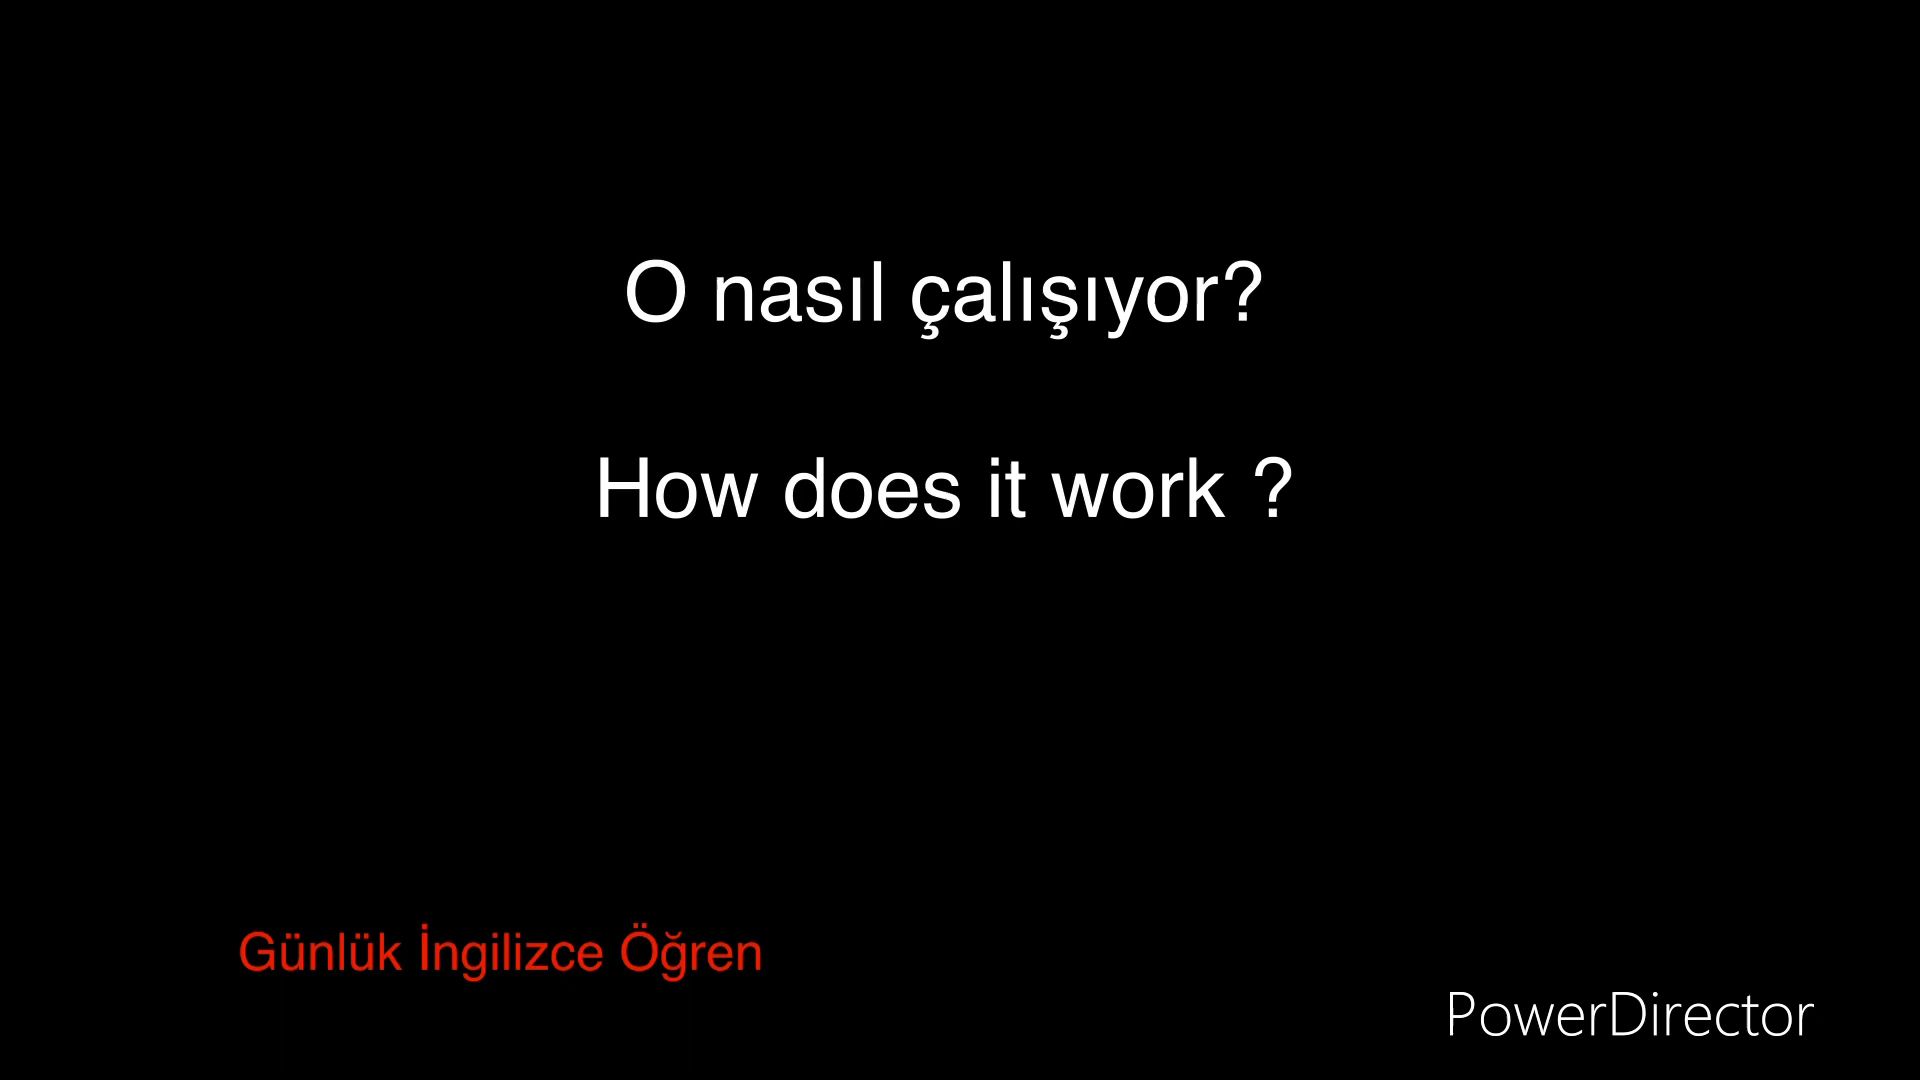 O nasıl çalışıyor?
How does it work ?
Günlük İngilizce Öğren
PowerDirector